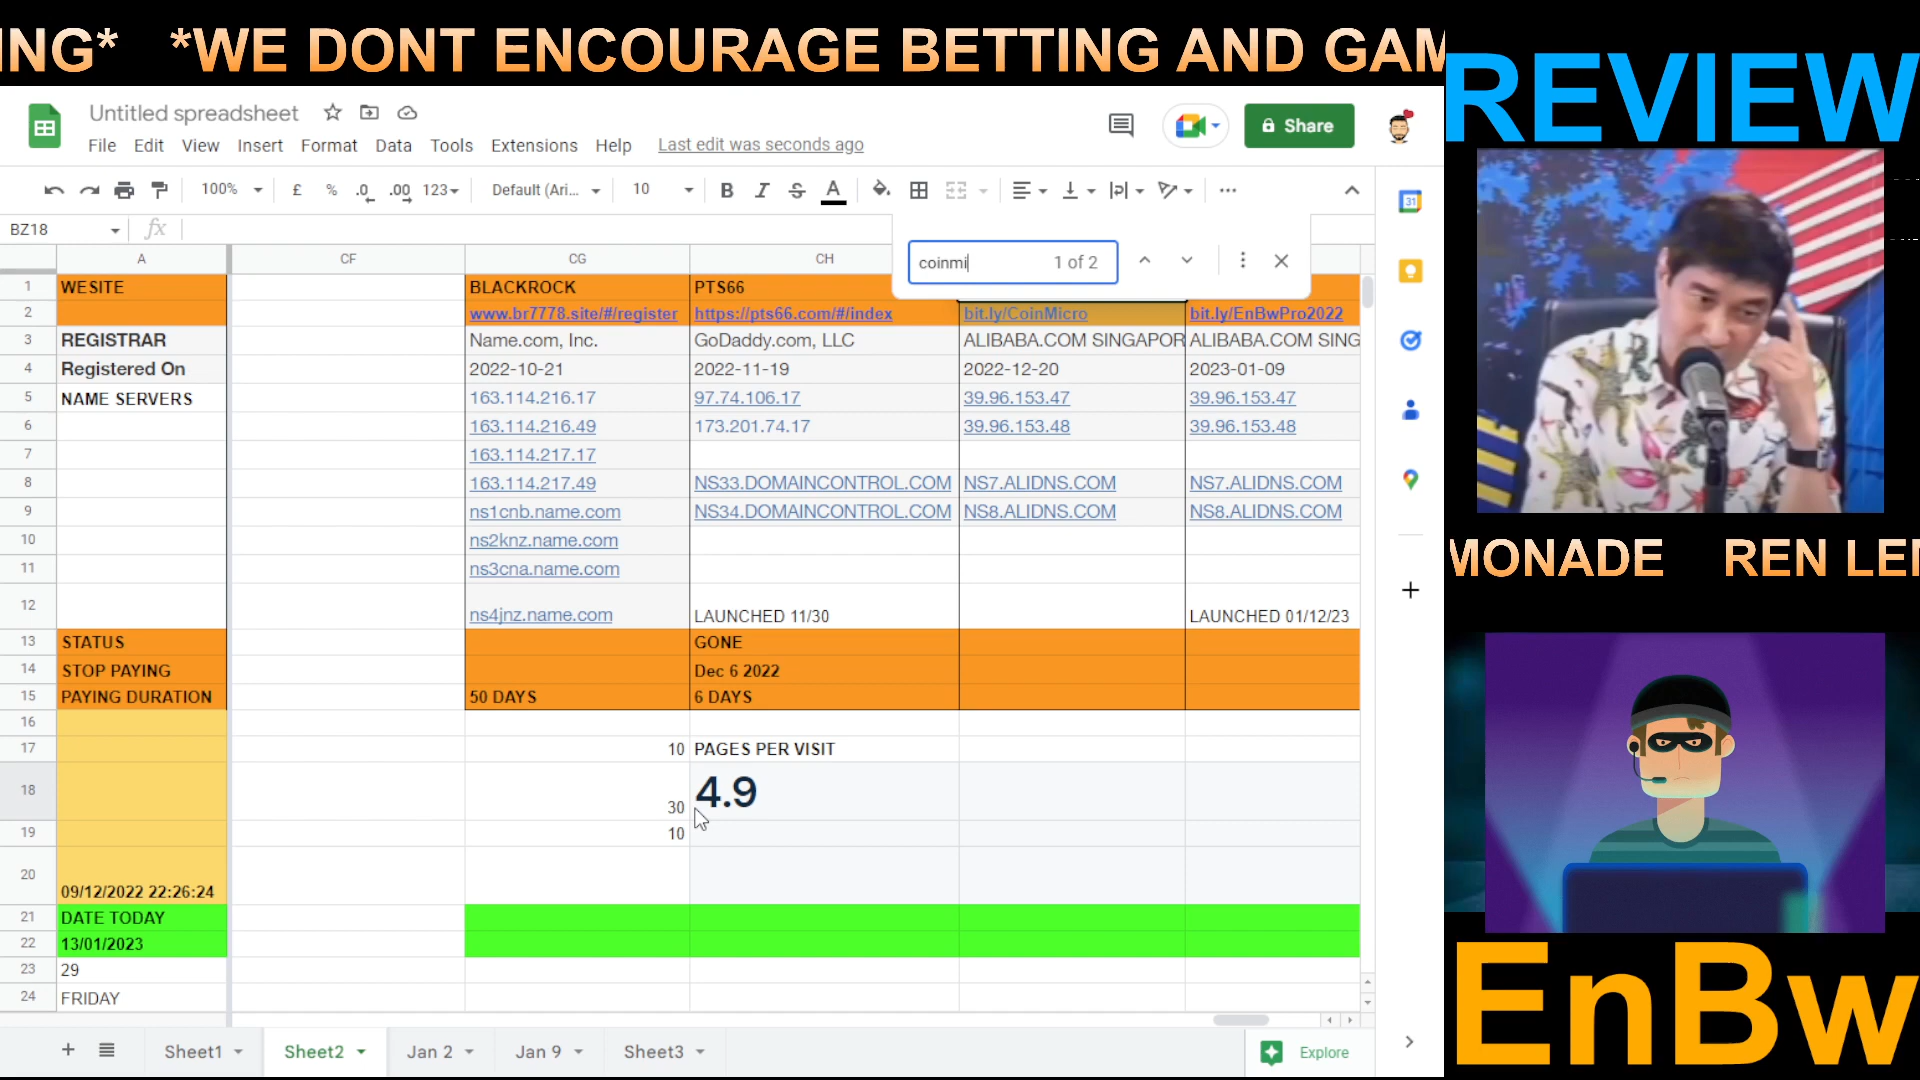 ING* *WE DONT ENCOURAGE BETTING AND GAM
REVIEW
Untitled spreadsheet
Share
File Edit View Insert Format Data Tools Extensions Help Last edit was seconds ago
100% £ % .0 .00 123 Default (Ari... 10 B I S A
BZ18 fx
coinmi 1 of 2
A CF CG CH
1 WESITE BLACKROCK PTS66
2 www.br7778.site/#/register https://pts66.com/#/index bit.ly/CoinMicro bit.ly/EnBwPro2022
3 REGISTRAR Name.com, Inc. GoDaddy.com, LLC ALIBABA.COM SINGAPOR ALIBABA.COM SING
4 Registered On 2022-10-21 2022-11-19 2022-12-20 2023-01-09
5 NAME SERVERS 163.114.216.17 97.74.106.17 39.96.153.47 39.96.153.47
6 163.114.216.49 173.201.74.17 39.96.153.48 39.96.153.48
7 163.114.217.17
8 163.114.217.49 NS33.DOMAINCONTROL.COM NS7.ALIDNS.COM NS7.ALIDNS.COM
9 ns1cnb.name.com NS34.DOMAINCONTROL.COM NS8.ALIDNS.COM NS8.ALIDNS.COM
10 ns2knz.name.com
11 ns3cna.name.com
12 ns4jnz.name.com LAUNCHED 11/30 LAUNCHED 01/12/23
13 STATUS GONE
14 STOP PAYING Dec 6 2022
15 PAYING DURATION 50 DAYS 6 DAYS
16
17 10 PAGES PER VISIT
18 30 4.9
19 10
20 09/12/2022 22:26:24
21 DATE TODAY
22 13/01/2023
23 29
24 FRIDAY
Sheet1 Sheet2 Jan 2 Jan 9 Sheet3 Explore
31
MONADE REN LE
EnBw